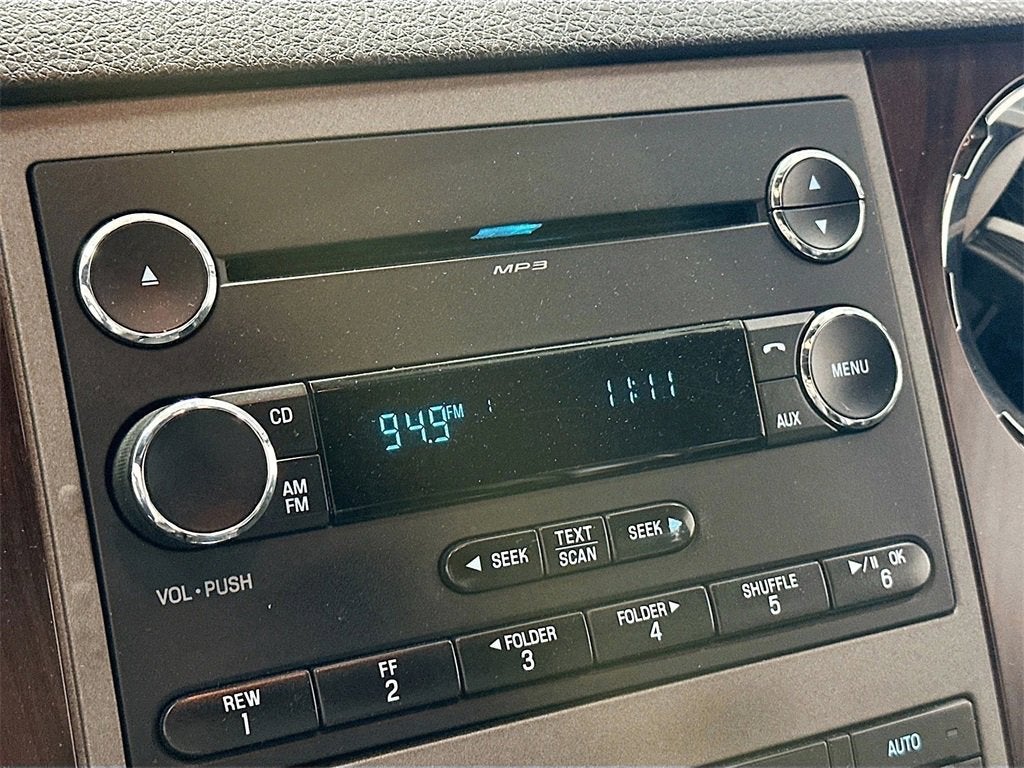 MP3
MENU
CD
94.9 FM 1
11:11
AUX
AM
FM
SEEK
TEXT
SCAN
SEEK
VOL • PUSH
REW
1
FF
2
FOLDER
3
FOLDER
4
SHUFFLE
5
OK
6
AUTO